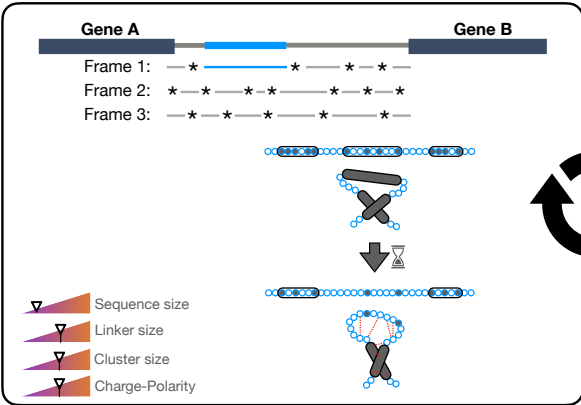 Gene A
Gene B
Frame 1: * * * *
Frame 2: * * * * * * *
Frame 3: * * * * *
Sequence size
Linker size
Cluster size
Charge-Polarity